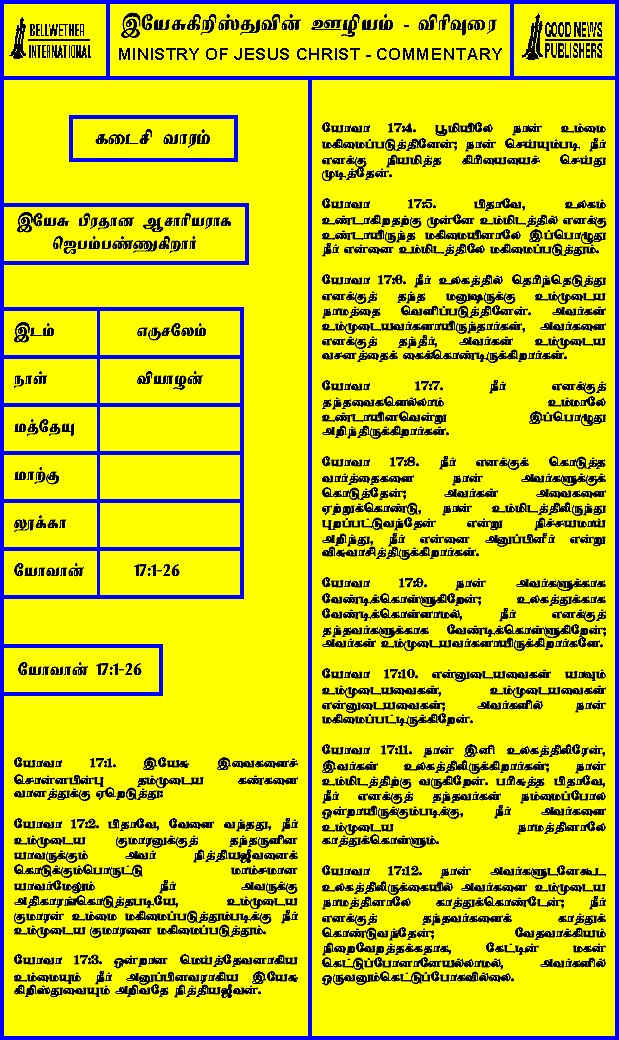 BELLWETHER
INTERNATIONAL
இயேசுகிறிஸ்துவின் ஊழியம் - விரிவுரை
MINISTRY OF JESUS CHRIST - COMMENTARY
GOOD NEWS
PUBLISHERS
கடைசி வாரம்
இயேசு பிரதான ஆசாரியராக
ஜெபம்பண்ணுகிறார்
இடம் எருசலேம்
நாள் வியாழன்
மத்தேயு
மாற்கு
லூக்கா
யோவான் 17:1-26
யோவான் 17:1-26
யோவா 17:1. இயேசு இவைகளைச்
சொன்னபின்பு தம்முடைய கண்களை
வானத்துக்கு ஏறெடுத்து:
யோவா 17:2. பிதாவே, வேளை வந்தது, நீர்
உம்முடைய குமாரனுக்குத் தந்தருளின
யாவருக்கும் அவர் நித்தியஜீவனைக்
கொடுக்கும்பொருட்டு மாம்சமான
யாவர்மேலும் நீர் அவருக்கு
அதிகாரங்கொடுத்தபடியே, உம்முடைய
குமாரன் உம்மை மகிமைப்படுத்தும்படிக்கு நீர்
உம்முடைய குமாரனை மகிமைப்படுத்தும்.
யோவா 17:3. ஒன்றான மெய்த்தேவனாகிய
உம்மையும் நீர் அனுப்பினவராகிய இயேசு
கிறிஸ்துவையும் அறிவதே நித்தியஜீவன்.
யோவா 17:4. பூமியிலே நான் உம்மை
மகிமைப்படுத்தினேன்; நான் செய்யும்படி நீர்
எனக்கு நியமித்த கிரியையைச் செய்து
முடித்தேன்.
யோவா 17:5. பிதாவே, உலகம்
உண்டாகிறதற்கு முன்னே உம்மிடத்தில் எனக்கு
உண்டாயிருந்த மகிமையினாலே இப்பொழுது
நீர் என்னை உம்மிடத்திலே மகிமைப்படுத்தும்.
யோவா 17:6. நீர் உலகத்தில் தெரிந்தெடுத்து
எனக்குத் தந்த மனுஷருக்கு உம்முடைய
நாமத்தை வெளிப்படுத்தினேன். அவர்கள்
உம்முடையவர்களாயிருந்தார்கள், அவர்களை
எனக்குத் தந்தீர், அவர்கள் உம்முடைய
வசனத்தைக் கைக்கொண்டிருக்கிறார்கள்.
யோவா 17:7. நீர் எனக்குத்
தந்தவைகளெல்லாம் உம்மாலே
உண்டாயினவென்று இப்பொழுது
அறிந்திருக்கிறார்கள்.
யோவா 17:8. நீர் எனக்குக் கொடுத்த
வார்த்தைகளை நான் அவர்களுக்குக்
கொடுத்தேன்; அவர்கள் அவைகளை
ஏற்றுக்கொண்டு, நான் உம்மிடத்திலிருந்து
புறப்பட்டுவந்தேன் என்று நிச்சயமாய்
அறிந்து, நீர் என்னை அனுப்பினீர் என்று
விசுவாசித்திருக்கிறார்கள்.
யோவா 17:9. நான் அவர்களுக்காக
வேண்டிக்கொள்ளுகிறேன்; உலகத்துக்காக
வேண்டிக்கொள்ளாமல், நீர் எனக்குத்
தந்தவர்களுக்காக வேண்டிக்கொள்ளுகிறேன்;
அவர்கள் உம்முடையவர்களாயிருக்கிறார்களே.
யோவா 17:10. என்னுடையவைகள் யாவும்
உம்முடையவைகள், உம்முடையவைகள்
என்னுடையவைகள்; அவர்களில் நான்
மகிமைப்பட்டிருக்கிறேன்.
யோவா 17:11. நான் இனி உலகத்திலிரேன்,
இவர்கள் உலகத்திலிருக்கிறார்கள்; நான்
உம்மிடத்திற்கு வருகிறேன். பரிசுத்த பிதாவே,
நீர் எனக்குத் தந்தவர்கள் நம்மைப்போல
ஒன்றாயிருக்கும்படிக்கு, நீர் அவர்களை
உம்முடைய நாமத்தினாலே
காத்துக்கொள்ளும்.
யோவா 17:12. நான் அவர்களுடனேகூட
உலகத்திலிருக்கையில் அவர்களை உம்முடைய
நாமத்தினாலே காத்துக்கொண்டேன்; நீர்
எனக்குத் தந்தவர்களைக் காத்துக்
கொண்டுவந்தேன்; வேதவாக்கியம்
நிறைவேறத்தக்கதாக, கேட்டின் மகன்
கெட்டுப்போனானேயல்லாமல், அவர்களில்
ஒருவனும்கெட்டுப்போகவில்லை.